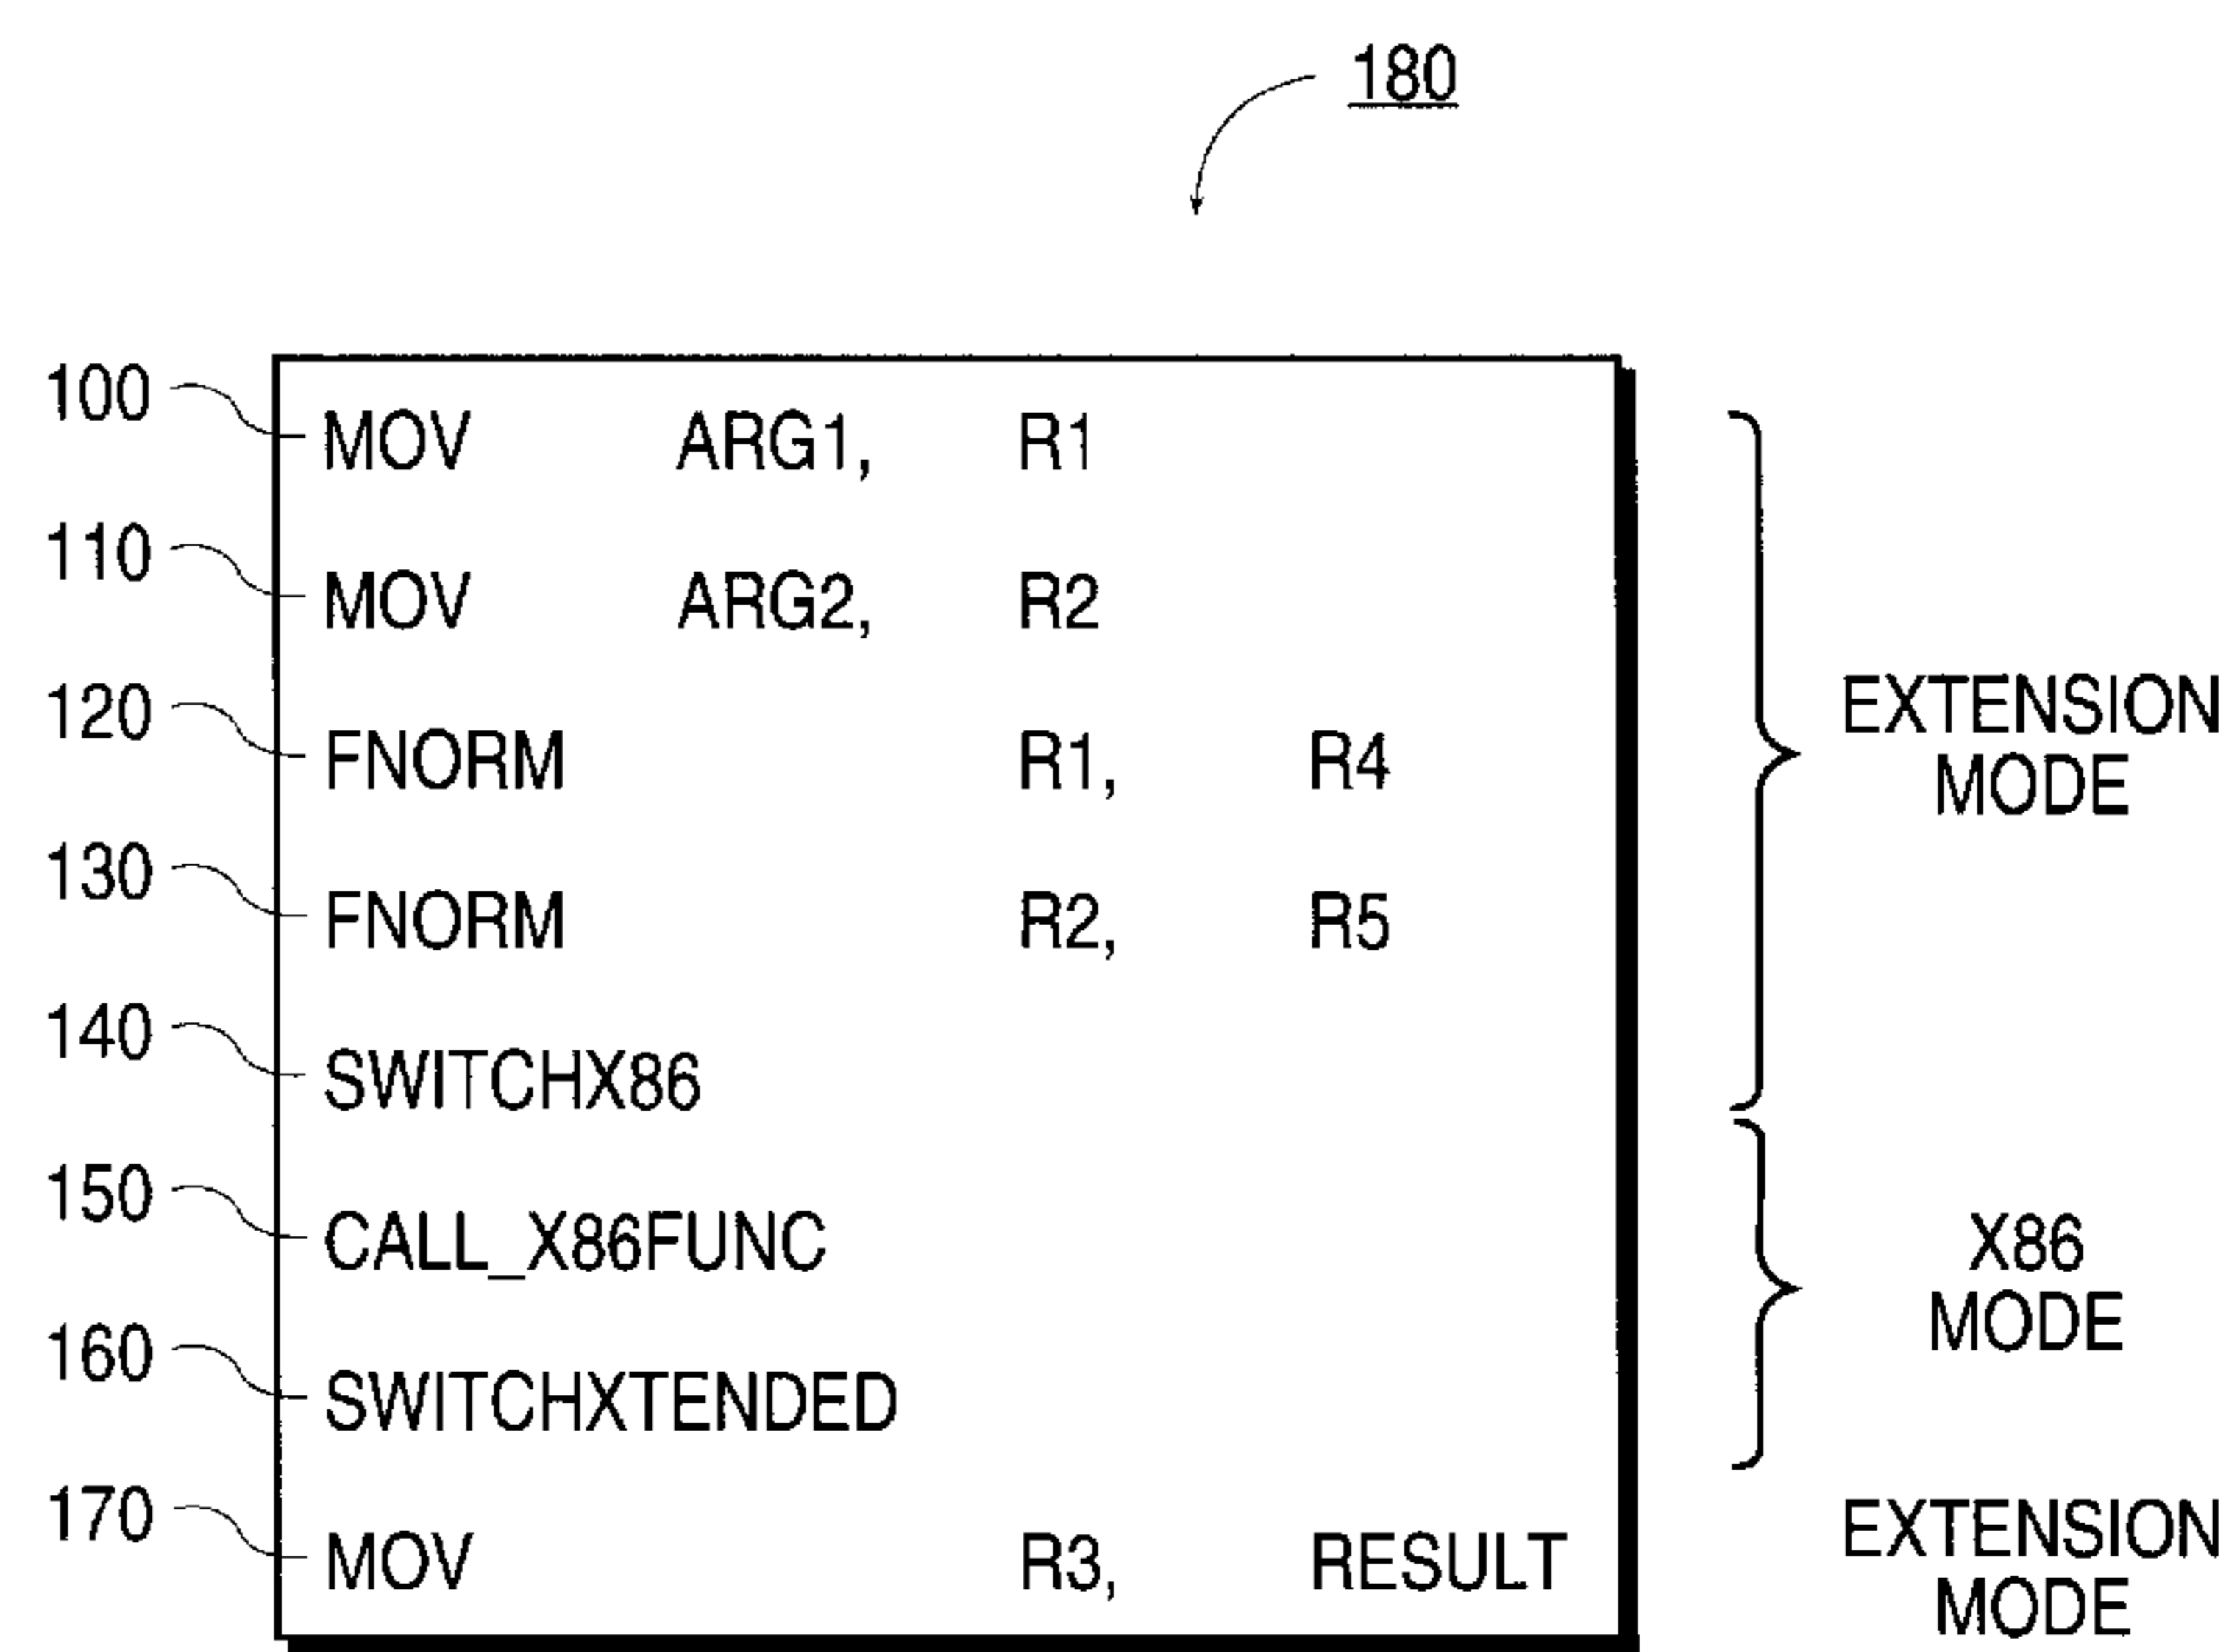 180
100 MOV ARG1, R1
110 MOV ARG2, R2
120 FNORM R1, R4
130 FNORM R2, R5
EXTENSION
MODE
140 SWITCHX86
150 CALL_X86FUNC
160 SWITCHXTENDED
X86
MODE
170 MOV R3, RESULT
EXTENSION
MODE